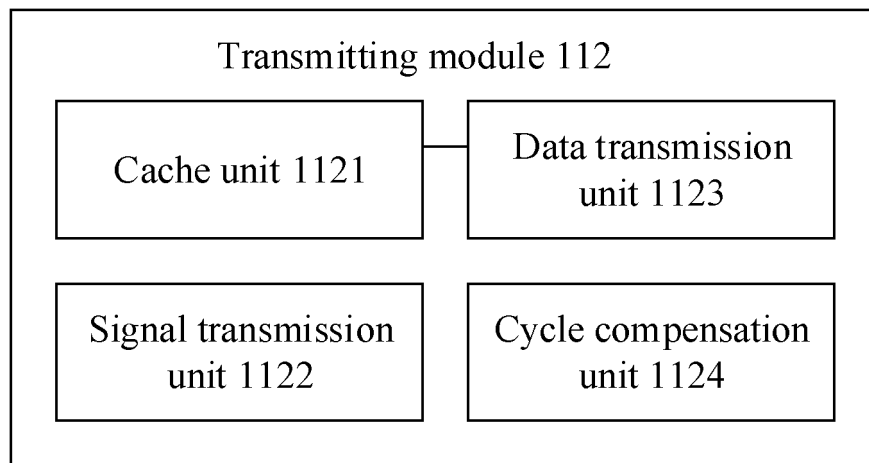 Transmitting module 112
Cache unit 1121
Data transmission
unit 1123
Signal transmission
unit 1122
Cycle compensation
unit 1124